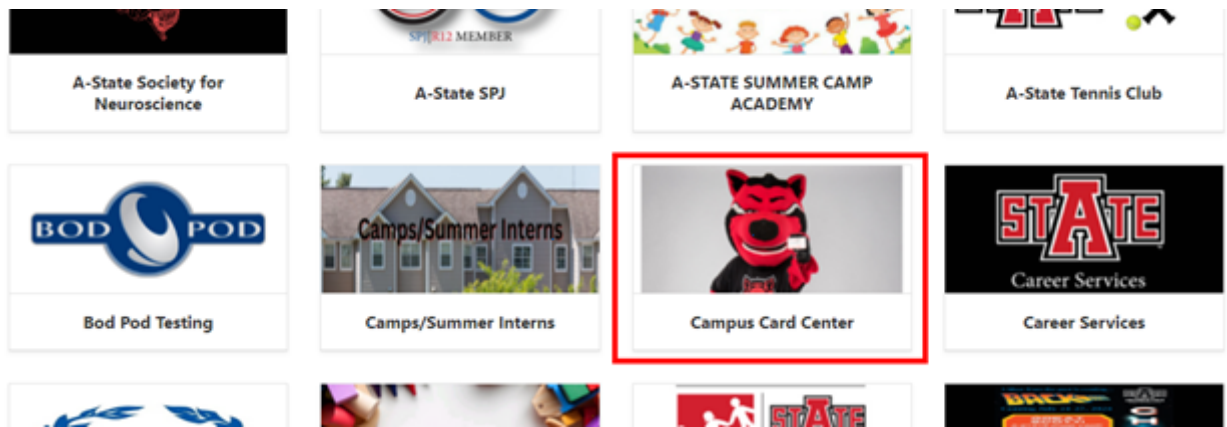 SPJ R12 MEMBER
A-State Society for
Neuroscience
A-State SPJ
A-STATE SUMMER CAMP
ACADEMY
A-State Tennis Club
BOD POD
Camps/Summer Interns
STATE
Career Services
Bod Pod Testing
Camps/Summer Interns
Campus Card Center
Career Services
STATE
BACK